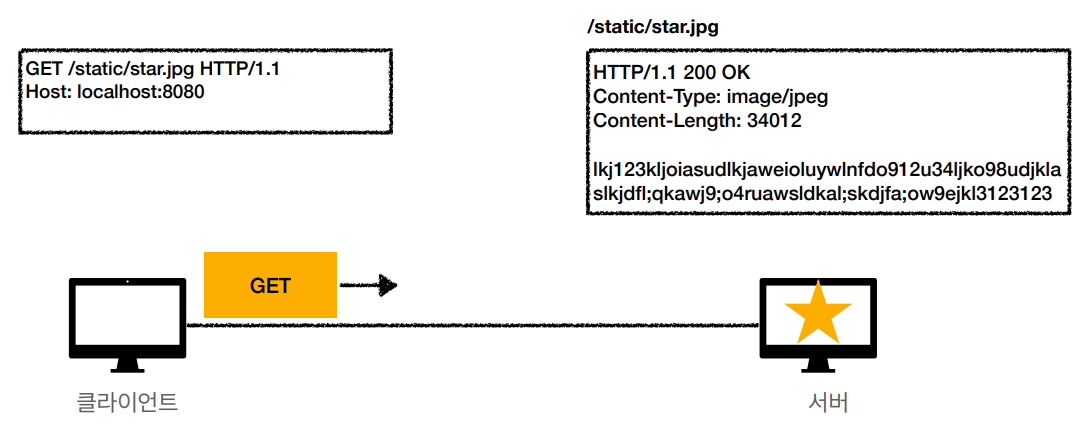 /static/star.jpg
GET /static/star.jpg HTTP/1.1
Host: localhost:8080
HTTP/1.1 200 OK
Content-Type: image/jpeg
Content-Length: 34012
lkj123kljoiasudlkjaweioluywlnfdo912u34ljko98udjkla
slkjdfl;qkawj9;o4ruawsldkal;skdjfa;ow9ejkl3123123
GET
클라이언트
서버